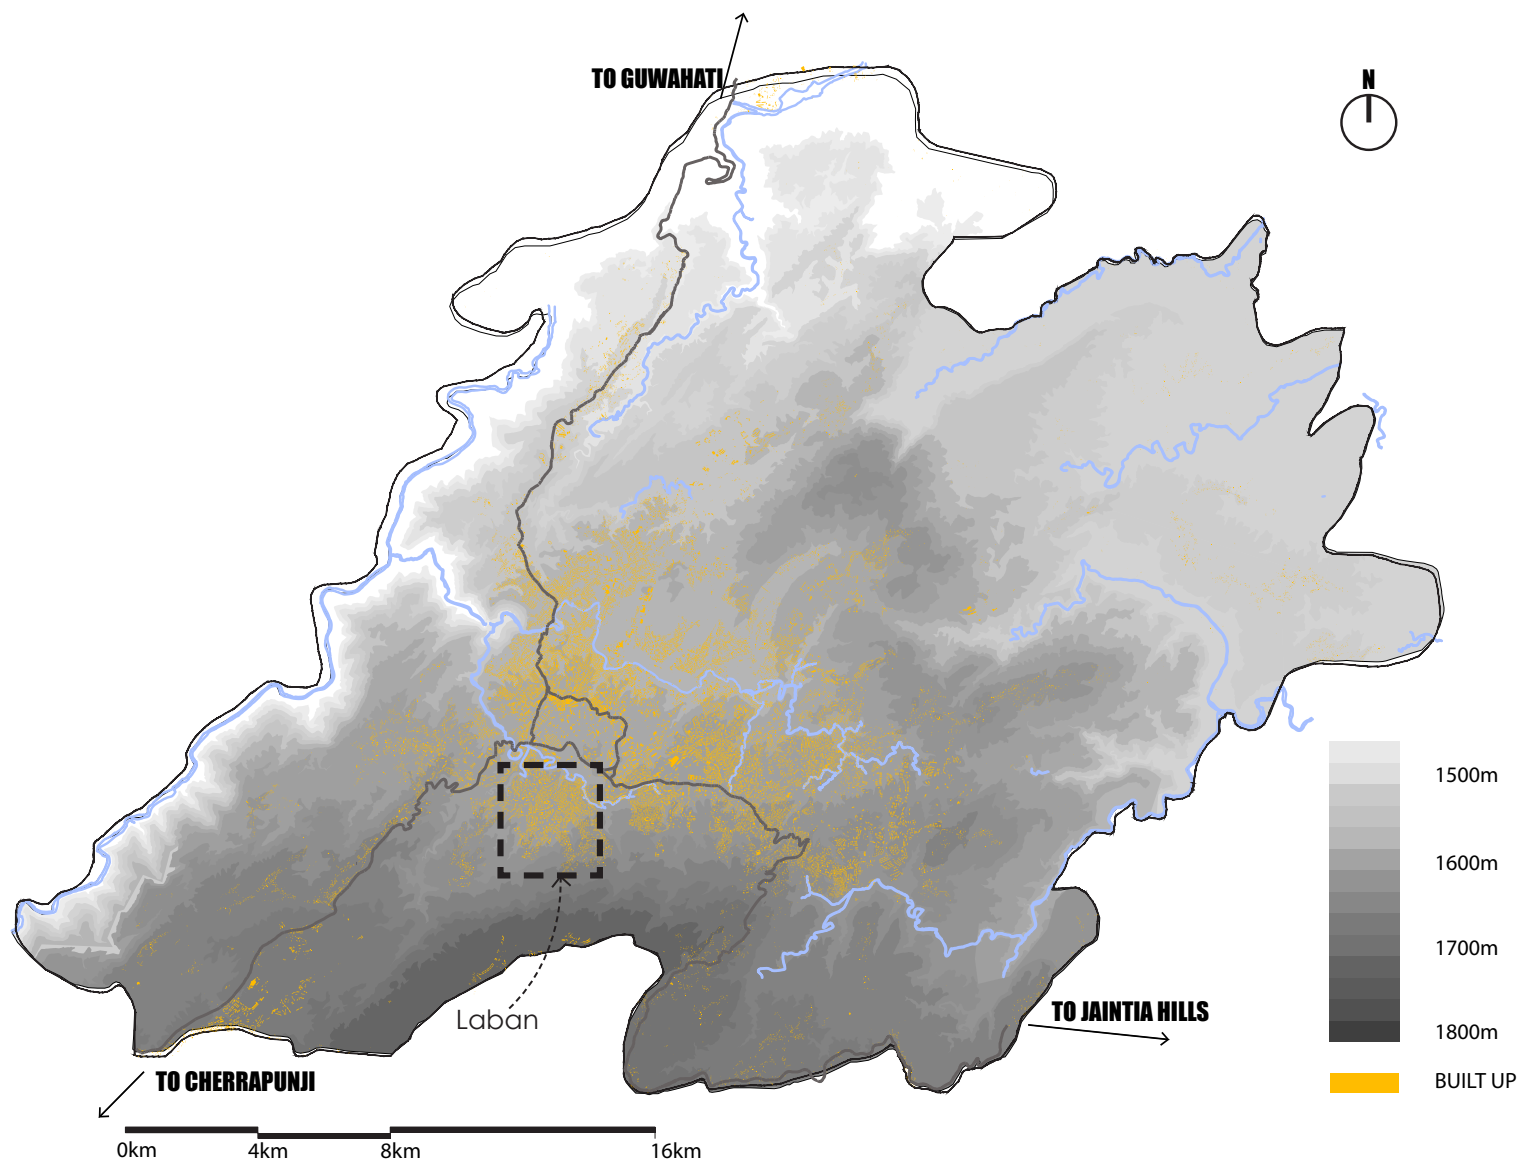 TO GUWAHATI
N
1500m
1600m
1700m
1800m
BUILT UP
Laban
TO JAINTIA HILLS
TO CHERRAPUNJI
0km
4km
8km
16km